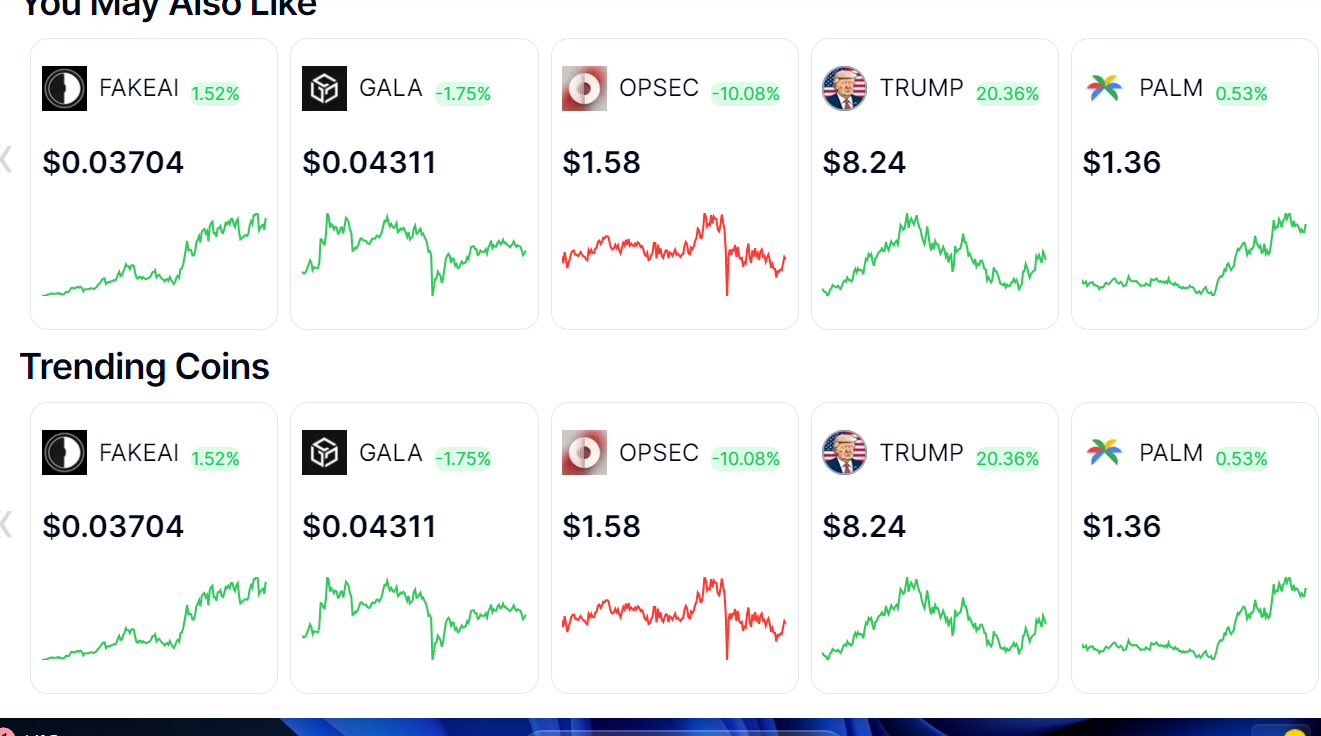 You May Also Like
FAKEAI 1.52% GALA -1.75% OPSEC -10.08% TRUMP 20.36% PALM 0.53%
$0.03704 $0.04311 $1.58 $8.24 $1.36
Trending Coins
FAKEAI 1.52% GALA -1.75% OPSEC -10.08% TRUMP 20.36% PALM 0.53%
$0.03704 $0.04311 $1.58 $8.24 $1.36